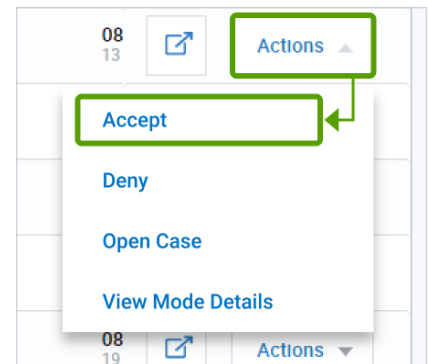 08
13
Actions
Accept
Deny
Open Case
View Mode Details
08
19
Actions